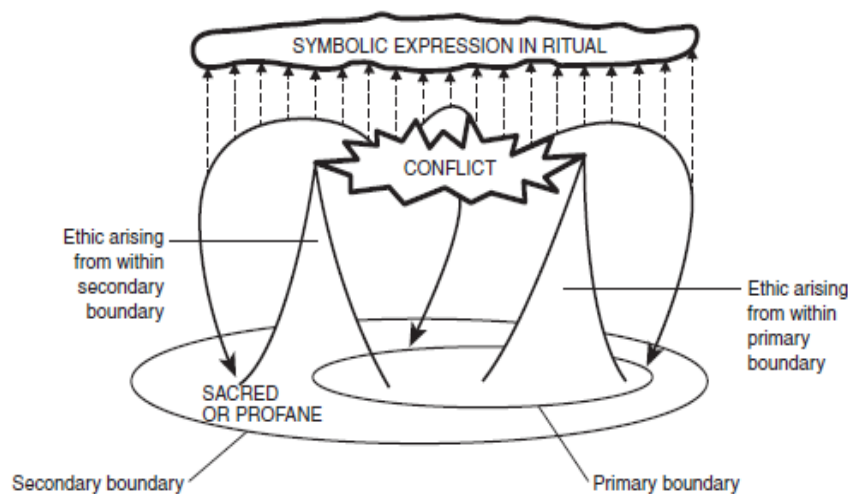 SYMBOLIC EXPRESSION IN RITUAL
CONFLICT
Ethic arising
from within
secondary
boundary
Ethic arising
from within
primary
boundary
SACRED
OR PROFANE
Secondary boundary
Primary boundary